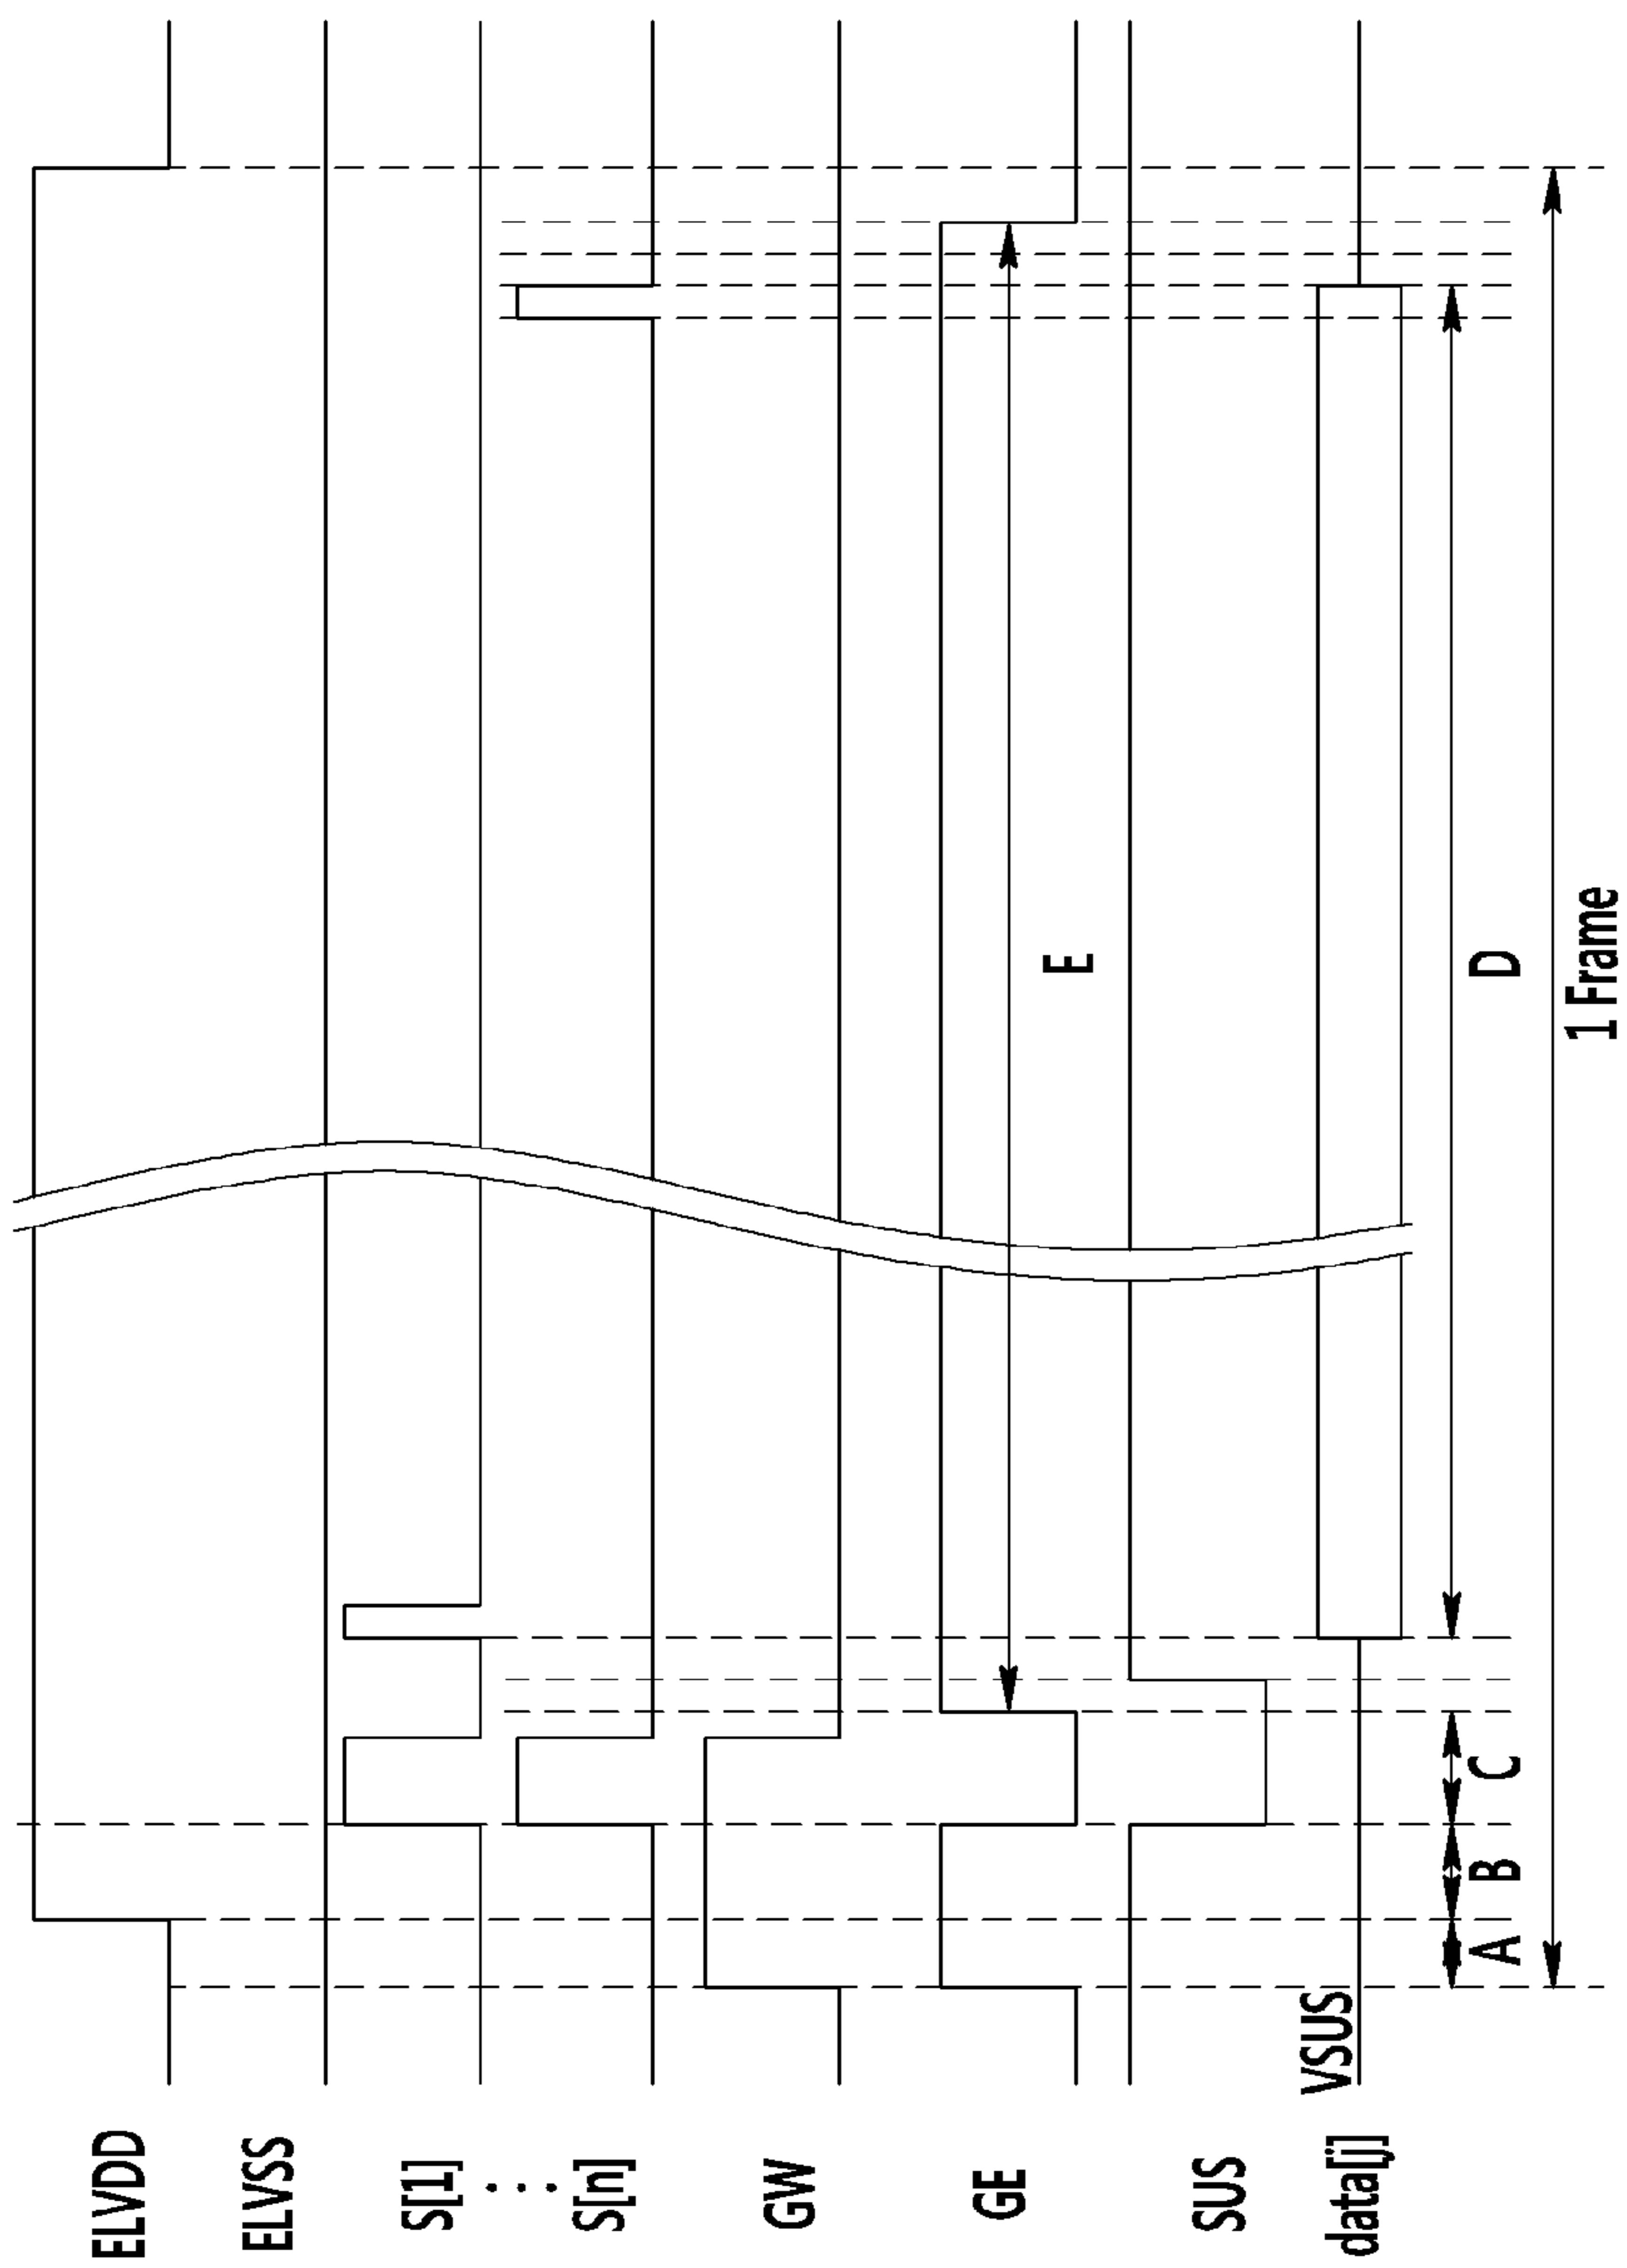 ELVDD
ELVSS
S[1]
S[n]
GW
GE
SUS
data[j] VSUS
E
A B C D
1 Frame